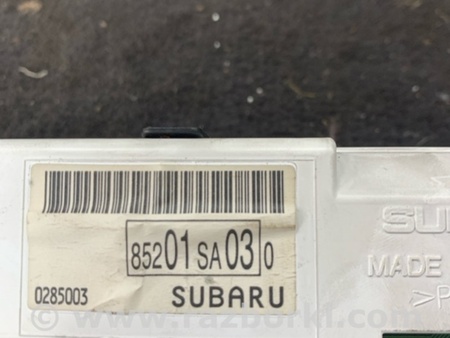 85201SA030
0285003
SUBARU
SU
MADE
>P
© - www.razborki.com